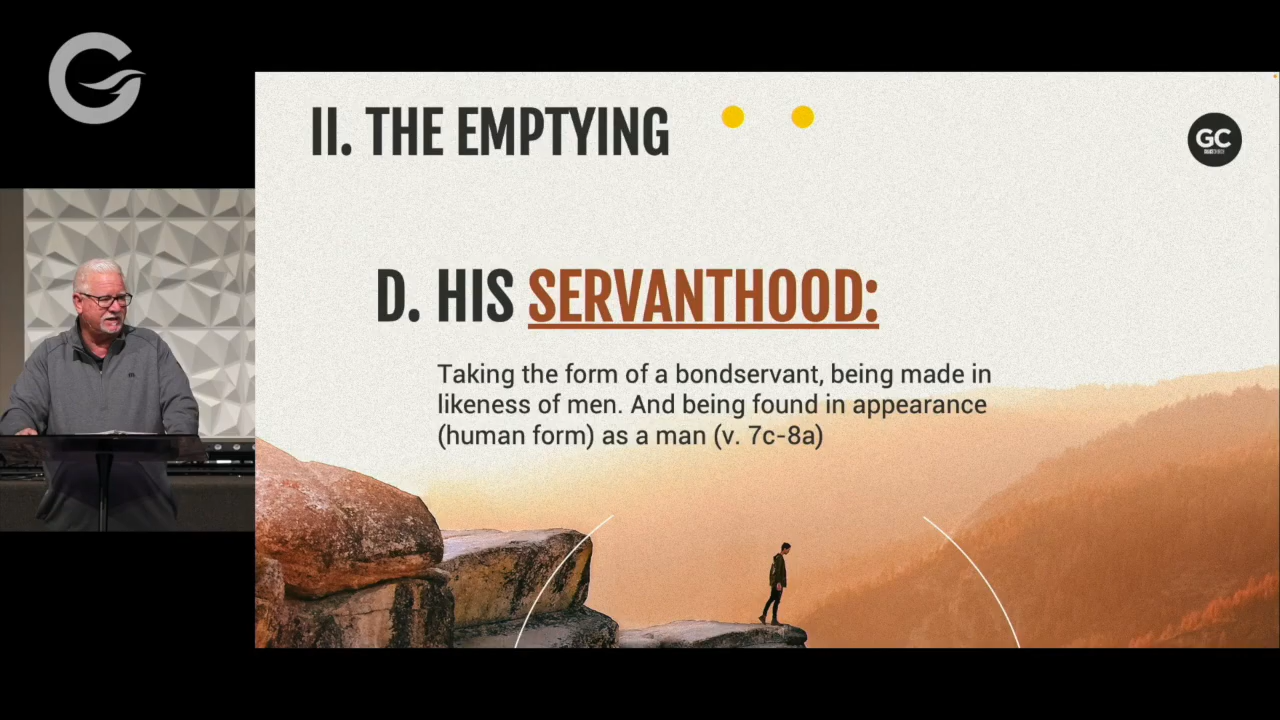 II. THE EMPTYING
GC
D. HIS SERVANTHOOD:
Taking the form of a bondservant, being made in
likeness of men. And being found in appearance
(human form) as a man (v. 7c-8a)